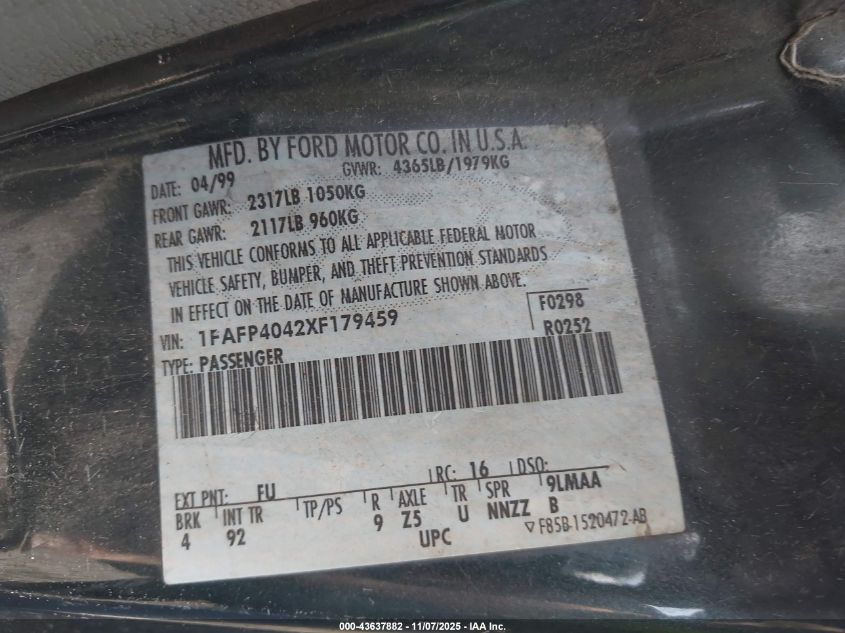 MFD. BY FORD MOTOR CO. IN U.S.A.
DATE: 04/99 GVWR: 4365LB/1979KG
FRONT GAWR: 2317LB 1050KG
REAR GAWR: 2117LB 960KG
THIS VEHICLE CONFORMS TO ALL APPLICABLE FEDERAL MOTOR
VEHICLE SAFETY, BUMPER, AND THEFT PREVENTION STANDARDS
IN EFFECT ON THE DATE OF MANUFACTURE SHOWN ABOVE.
VIN: 1FAFP4042XF179459 F0298
TYPE: PASSENGER R0252
EXT PNT: FU RC: 16 DSO:
BRK INT TR TP/PS R AXLE TR SPR 9LMAA
4 92 9 Z5 U NNZZ B
UPC F85B-1520472-AB
000-43637882 - 11/07/2025 - IAA Inc.